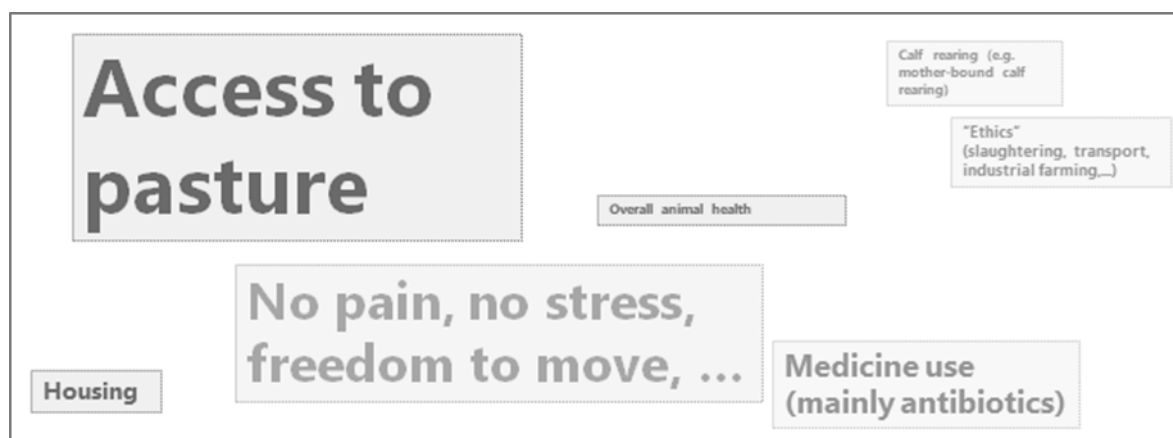 Access to
pasture
Calf rearing (e.g.
mother-bound calf
rearing)
"Ethics"
(slaughtering, transport,
industrial farming,...)
Overall animal health
No pain, no stress,
freedom to move, ...
Medicine use
(mainly antibiotics)
Housing